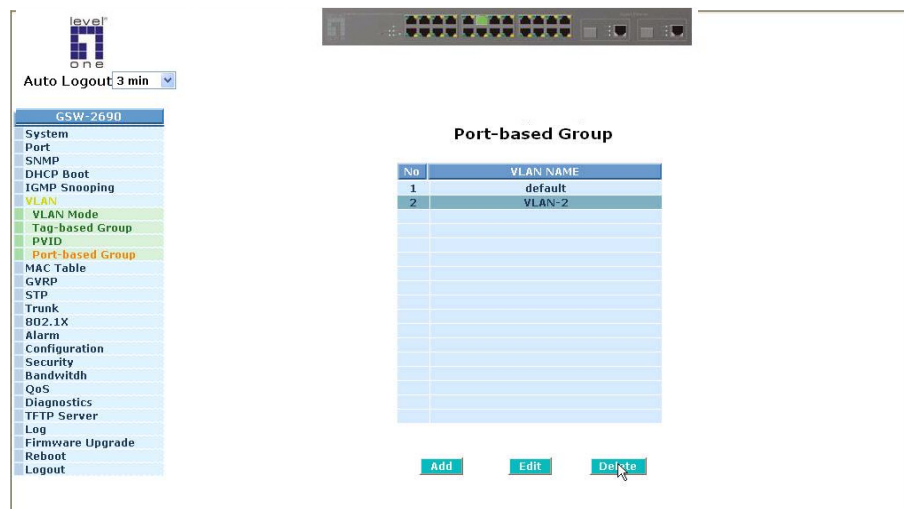 level
one
Auto Logout 3 min
GSW-2690
System
Port
SNMP
DHCP Boot
IGMP Snooping
VLAN
VLAN Mode
Tag-based Group
PVID
Port-based Group
MAC Table
GVRP
STP
Trunk
802.1X
Alarm
Configuration
Security
Bandwitdh
QoS
Diagnostics
TFTP Server
Log
Firmware Upgrade
Reboot
Logout
Port-based Group
No VLAN NAME
1 default
2 VLAN-2
Add Edit Delete